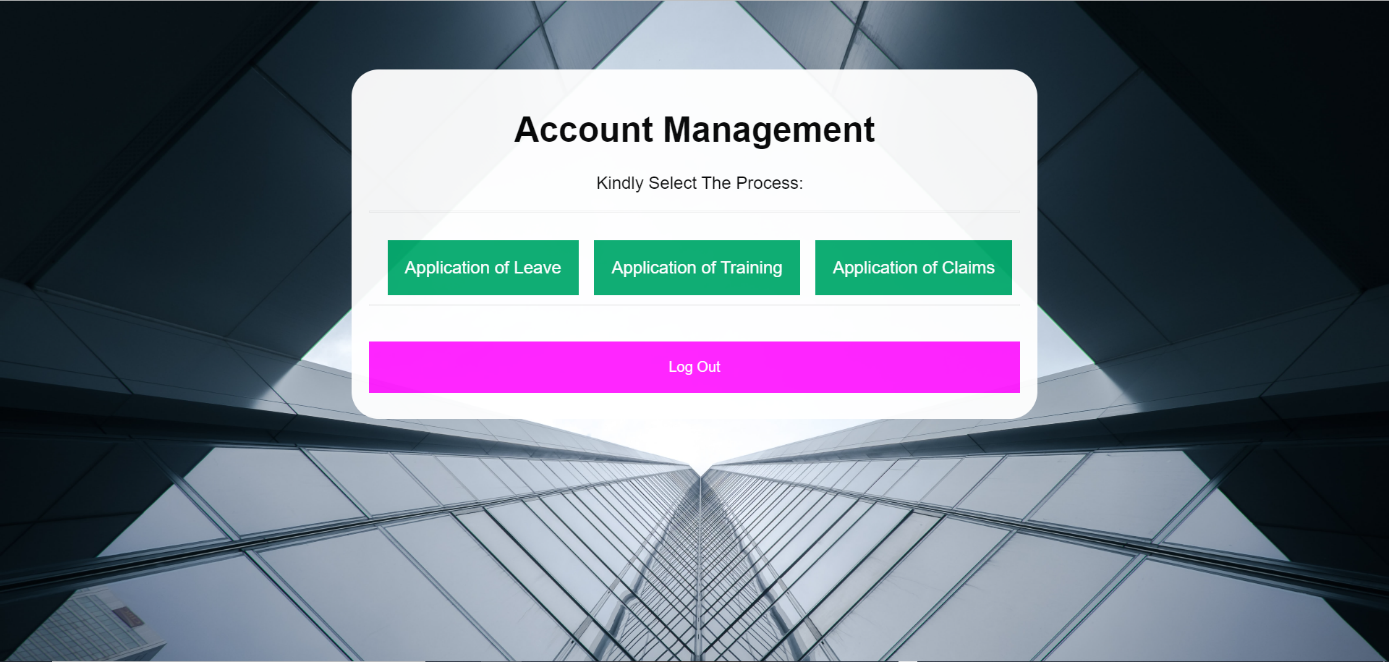 Account Management
Kindly Select The Process:
Application of Leave Application of Training Application of Claims
Log Out